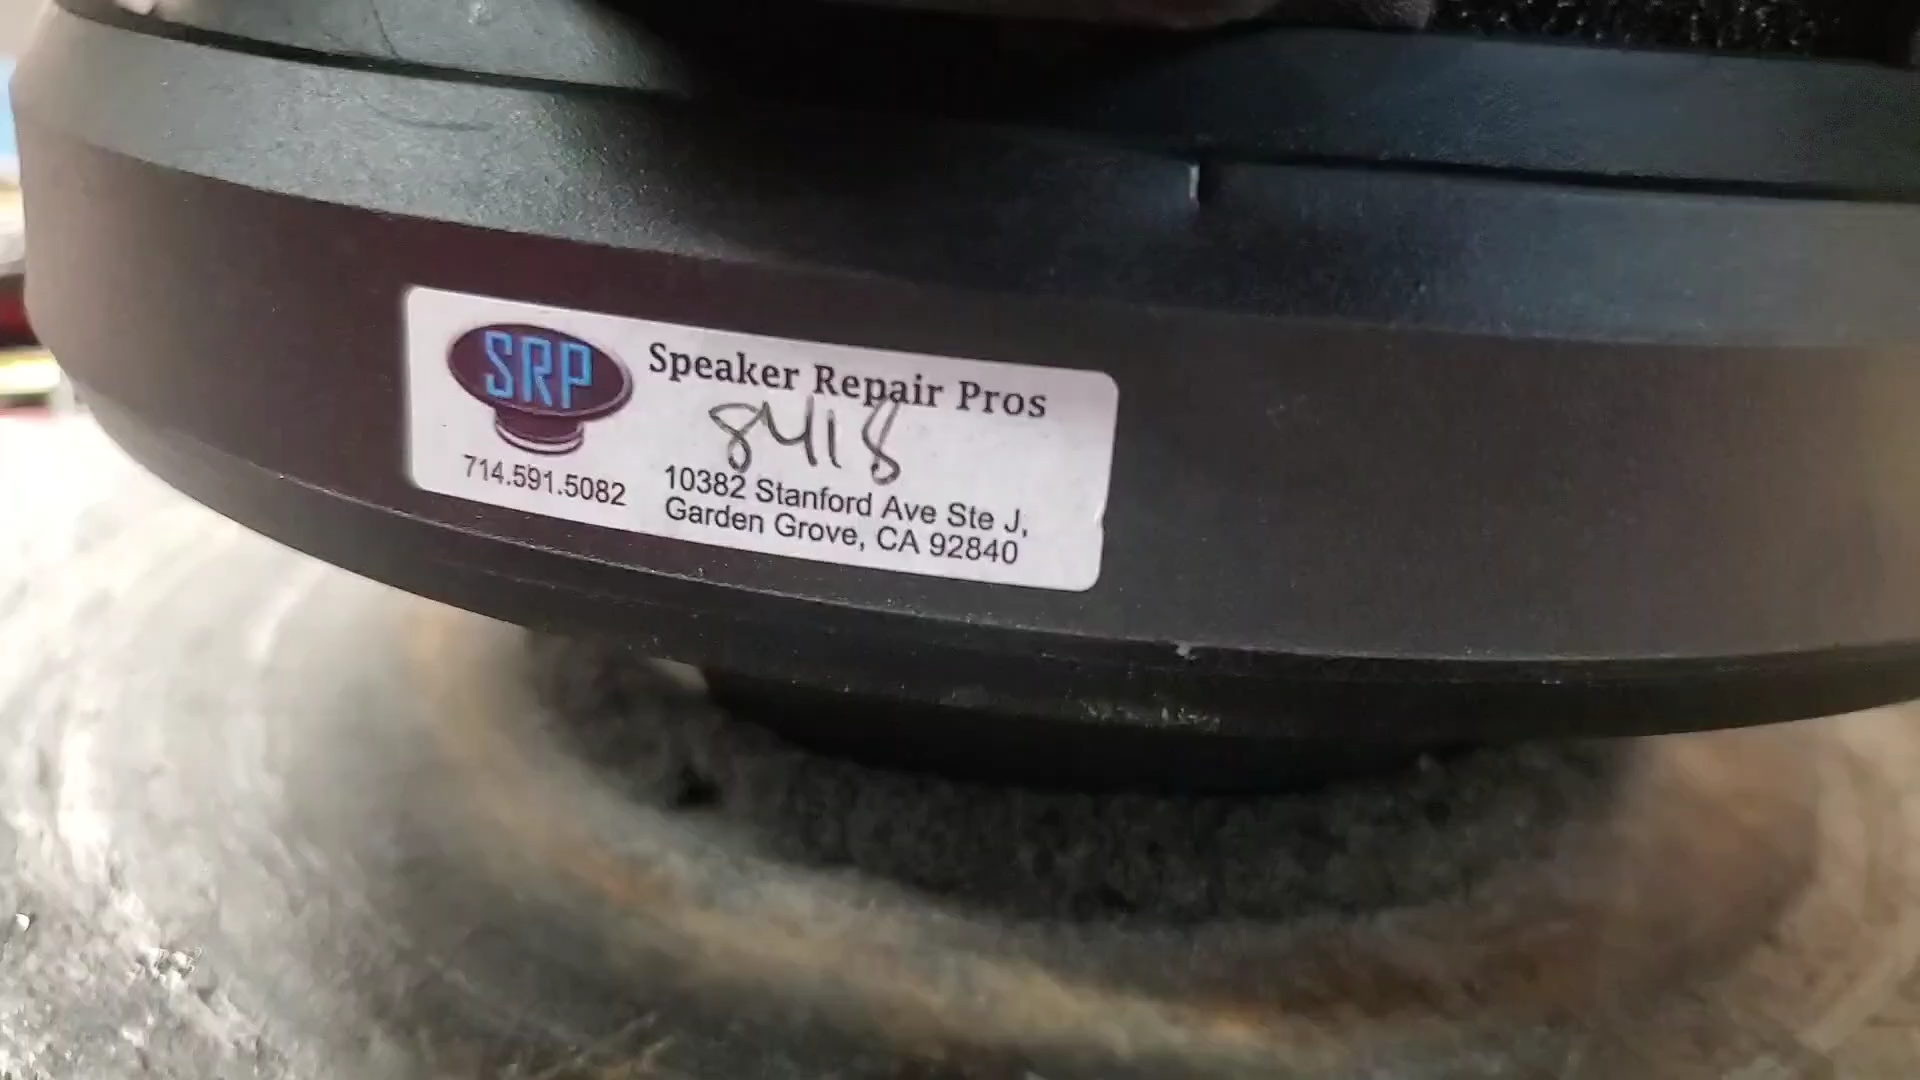 SRP
Speaker Repair Pros
8418
714.591.5082
10382 Stanford Ave Ste J,
Garden Grove, CA 92840